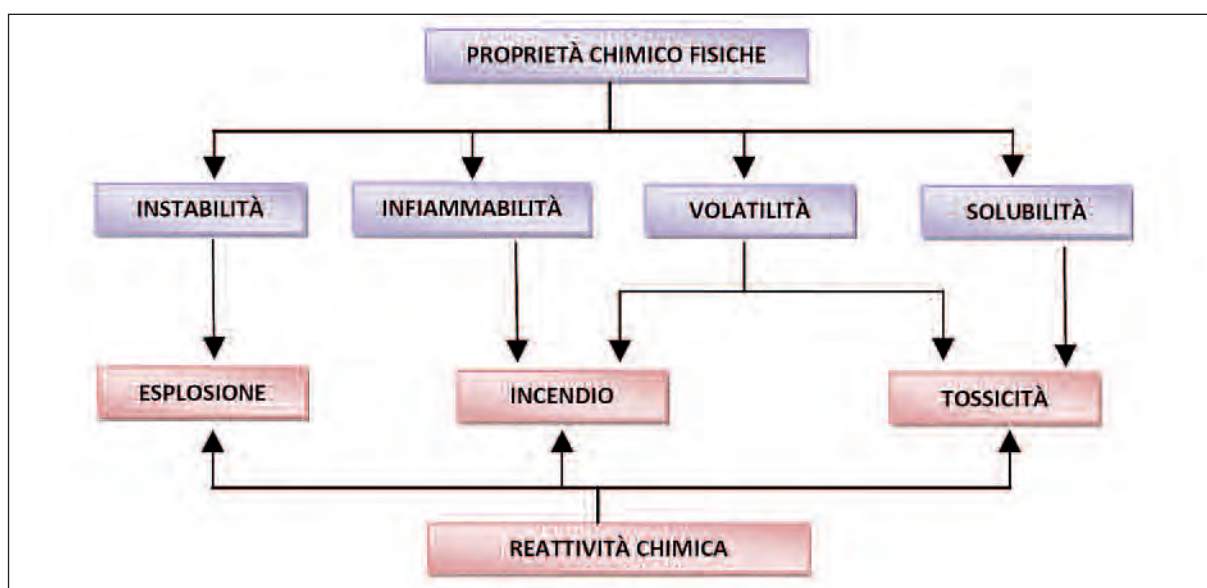 PROPRIETÀ CHIMICO FISICHE
INSTABILITÀ
INFIAMMABILITÀ
VOLATILITÀ
SOLUBILITÀ
ESPLOSIONE
INCENDIO
TOSSICITÀ
REATTIVITÀ CHIMICA